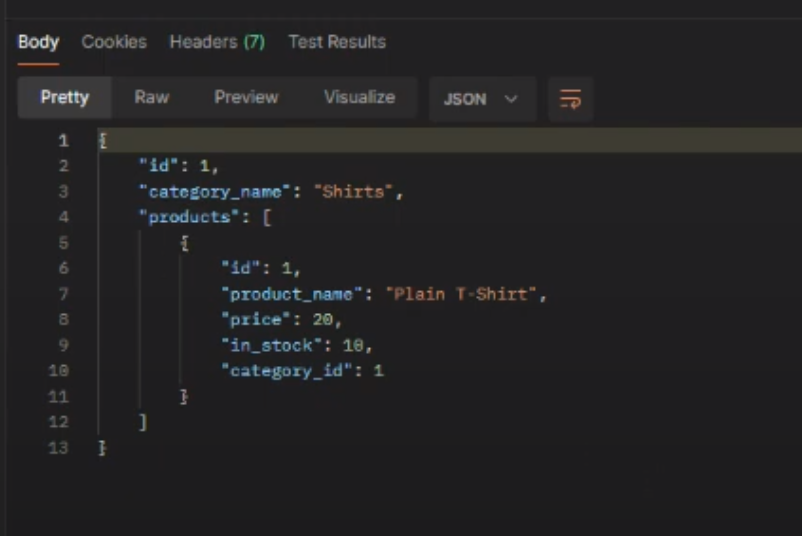 Body Cookies Headers (7) Test Results
Pretty Raw Preview Visualize JSON
1 {
2 "id": 1,
3 "category_name": "Shirts",
4 "products": [
5 {
6 "id": 1,
7 "product_name": "Plain T-Shirt",
8 "price": 20,
9 "in_stock": 10,
10 "category_id": 1
11 }
12 ]
13 }